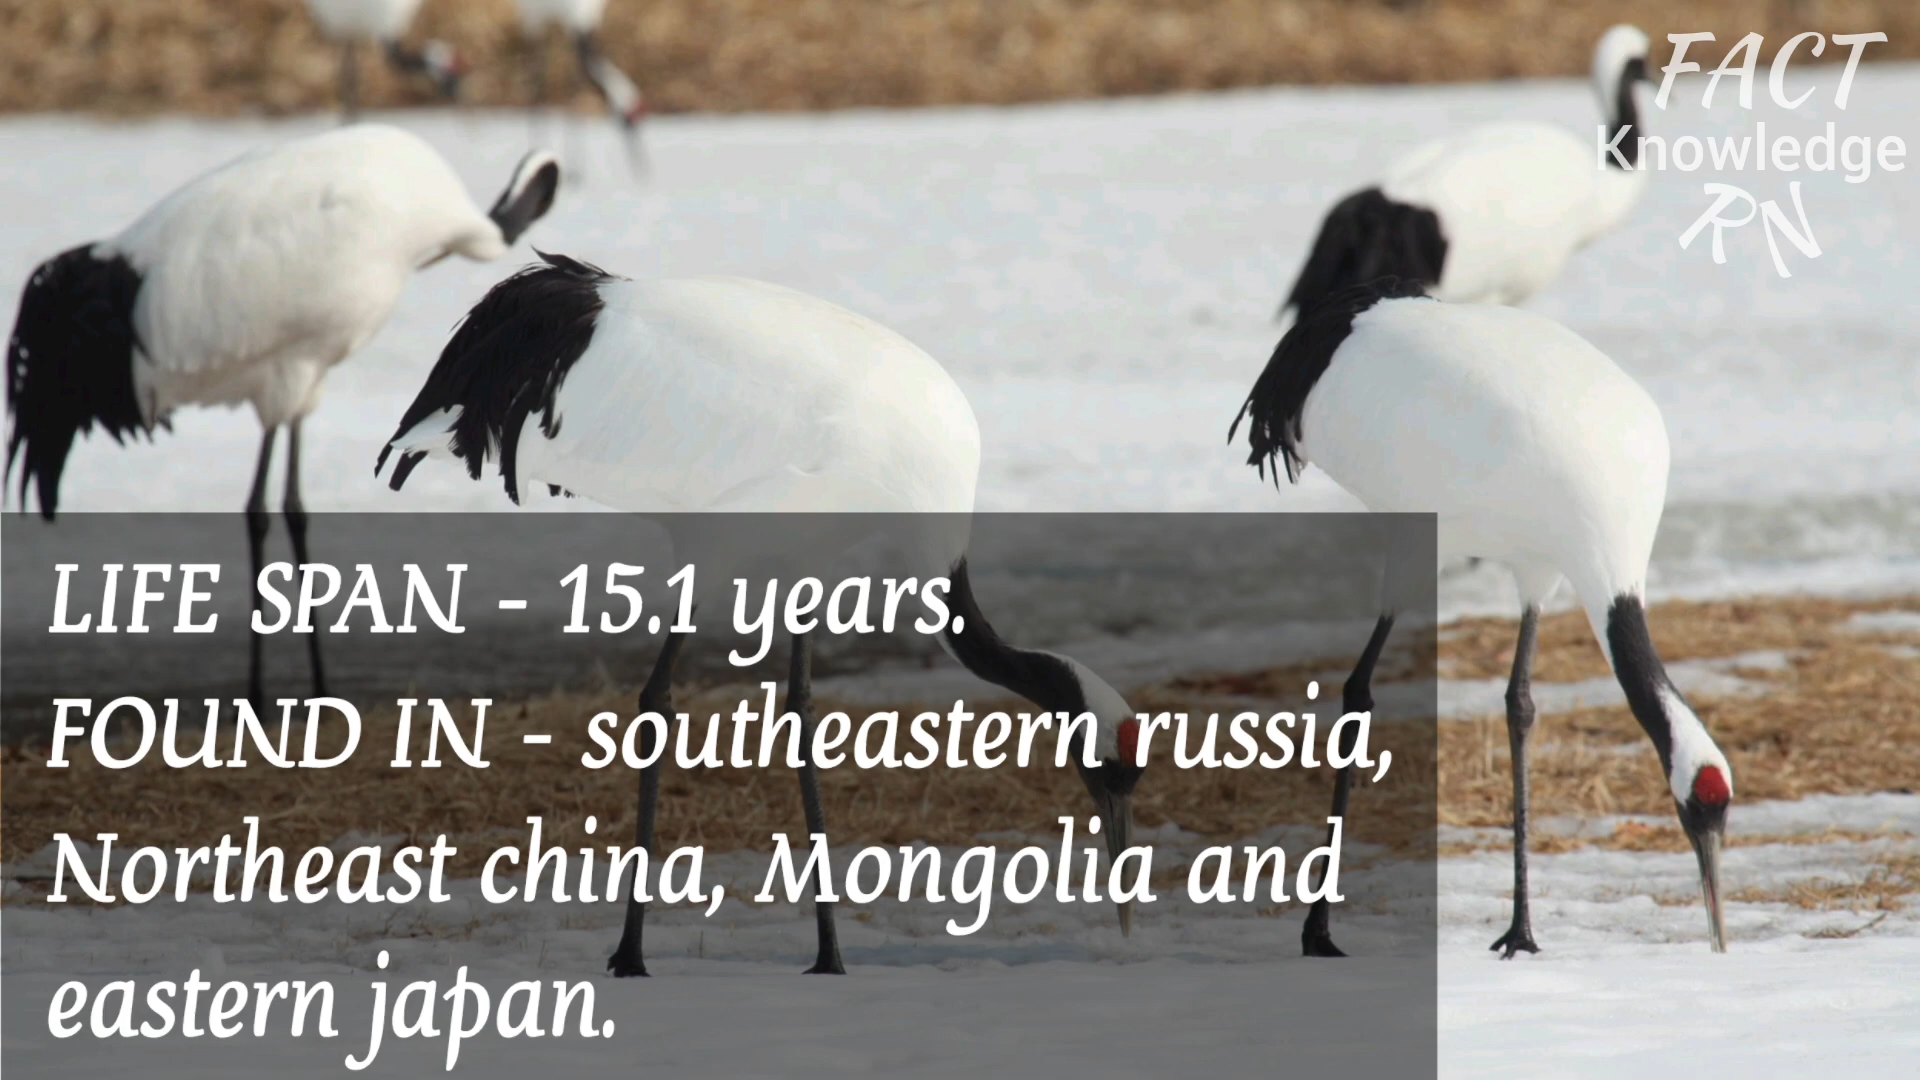 FACT
Knowledge
RN
LIFE SPAN - 15.1 years.
FOUND IN - southeastern russia,
Northeast china, Mongolia and
eastern japan.